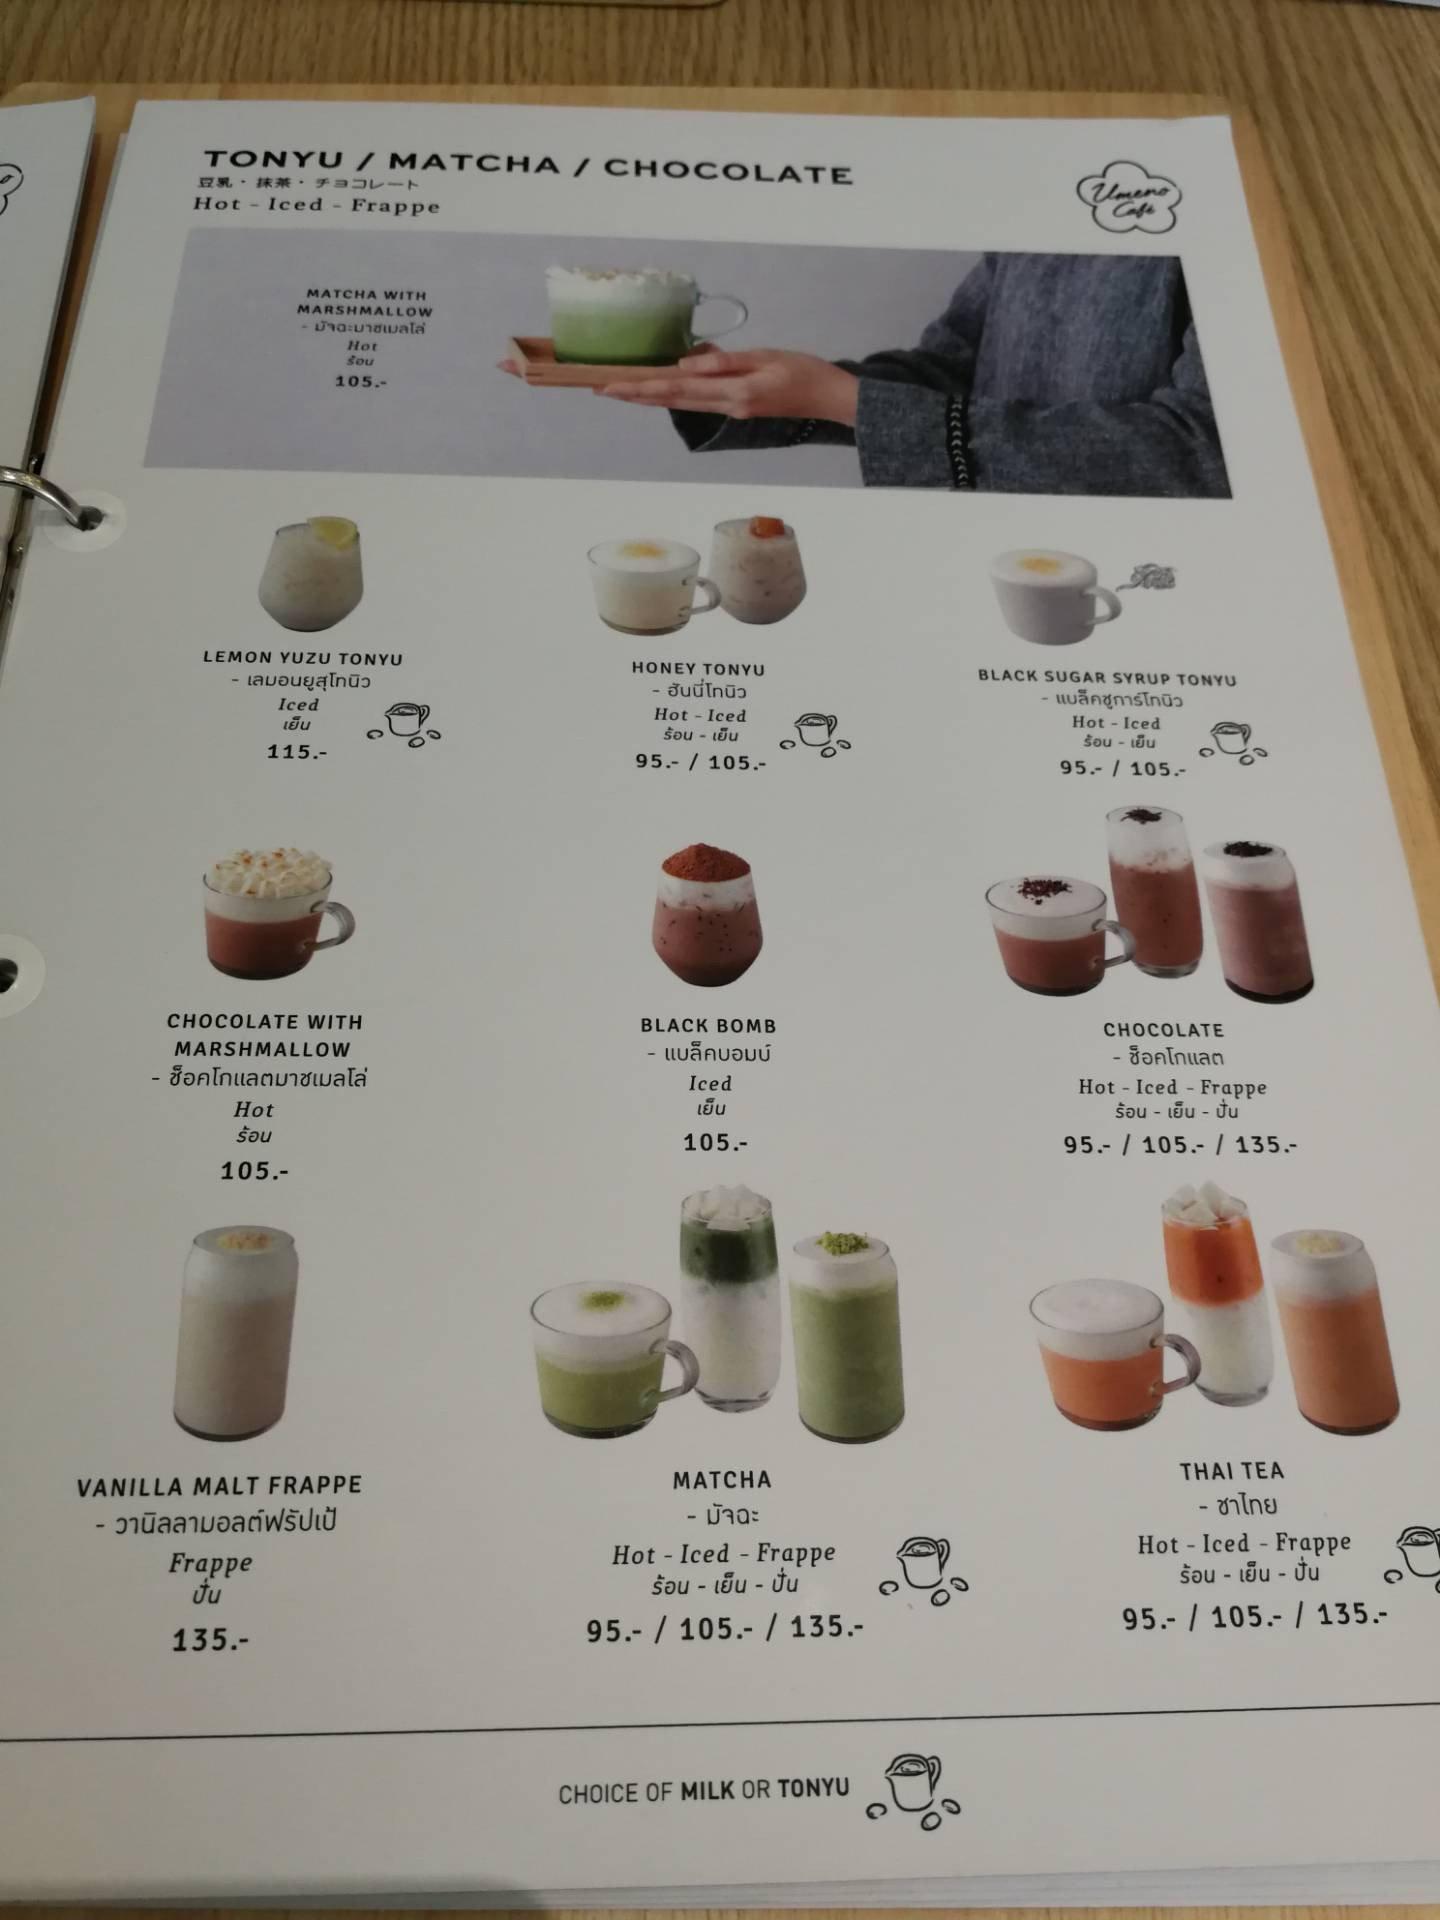 TONYU / MATCHA / CHOCOLATE
豆乳・抹茶・チョコレート
Hot - Iced - Frappe
Umeno
Café
MATCHA WITH
MARSHMALLOW
- มัจฉะมาชเมลโล่
Hot
ร้อน
105.-
LEMON YUZU TONYU
- เลมอนยูสุโทนิว
Iced
เย็น
115.-
HONEY TONYU
- ฮันนี่โทนิว
Hot - Iced
ร้อน - เย็น
95.- / 105.-
BLACK SUGAR SYRUP TONYU
- แบล็คชูการ์โทนิว
Hot - Iced
ร้อน - เย็น
95.- / 105.-
CHOCOLATE WITH
MARSHMALLOW
- ช็อคโกแลตมาชเมลโล่
Hot
ร้อน
105.-
BLACK BOMB
- แบล็คบอมบ์
Iced
เย็น
105.-
CHOCOLATE
- ช็อคโกแลต
Hot - Iced - Frappe
ร้อน - เย็น - ปั่น
95.- / 105.- / 135.-
VANILLA MALT FRAPPE
- วานิลลามอลต์ฟรัปเป้
Frappe
ปั่น
135.-
MATCHA
- มัจฉะ
Hot - Iced - Frappe
ร้อน - เย็น - ปั่น
95.- / 105.- / 135.-
THAI TEA
- ชาไทย
Hot - Iced - Frappe
ร้อน - เย็น - ปั่น
95.- / 105.- / 135.-
CHOICE OF MILK OR TONYU